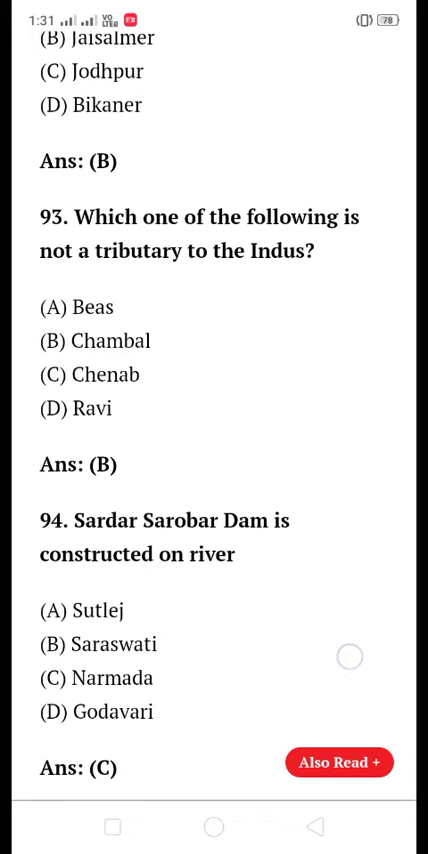 1:31 VO LTE 78
(B) Jaisalmer
(C) Jodhpur
(D) Bikaner
Ans: (B)
93. Which one of the following is
not a tributary to the Indus?
(A) Beas
(B) Chambal
(C) Chenab
(D) Ravi
Ans: (B)
94. Sardar Sarobar Dam is
constructed on river
(A) Sutlej
(B) Saraswati
(C) Narmada
(D) Godavari
Ans: (C)
Also Read +